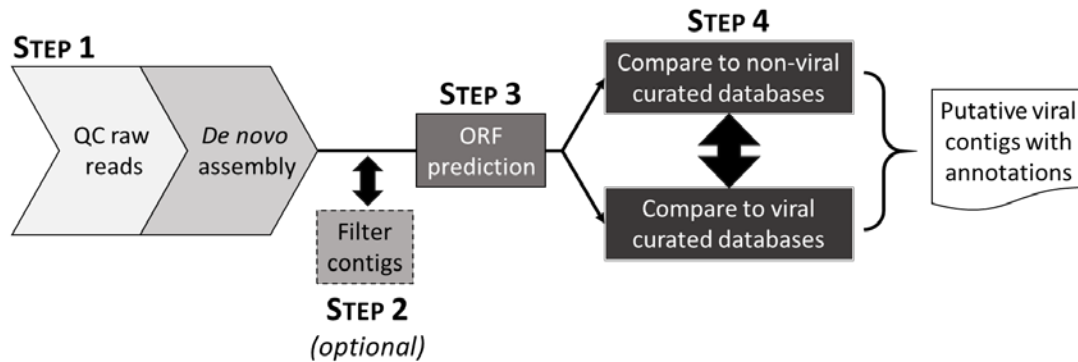 STEP 1
QC raw
reads
De novo
assembly
Filter
contigs
STEP 2
(optional)
STEP 3
ORF
prediction
STEP 4
Compare to non-viral
curated databases
Compare to viral
curated databases
Putative viral
contigs with
annotations